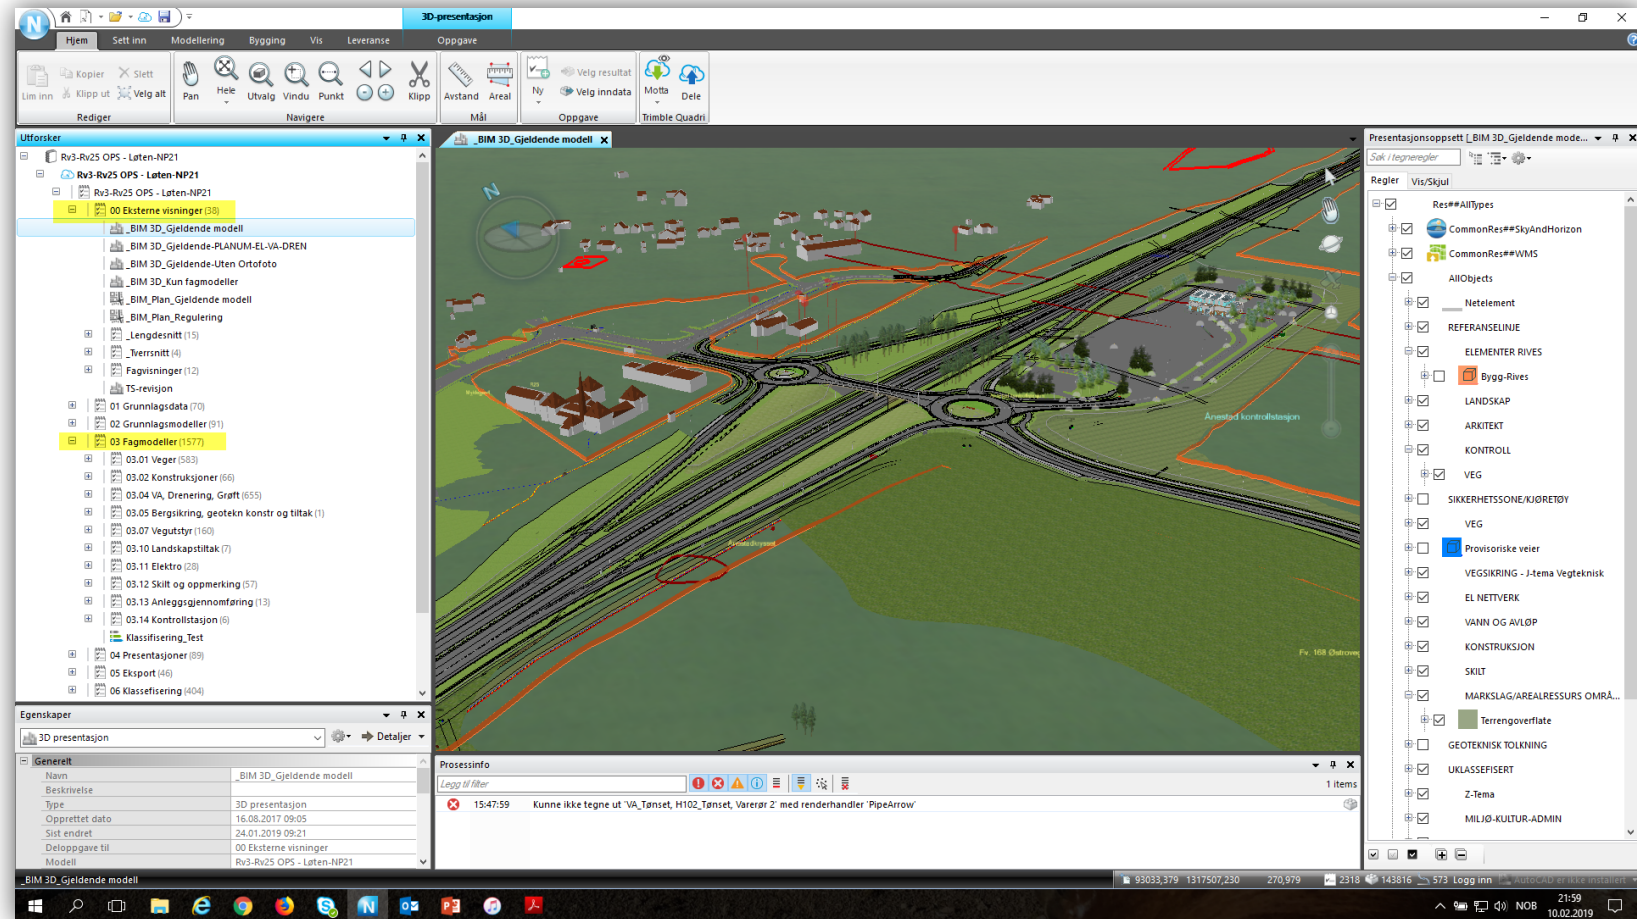 3D-presentasjon
Hjem Sett inn Modellering Bygging Vis Leveranse Oppgave
Lim inn Kopier Slett
Klipp ut Velg alt
Pan Hele Utvalg Vindu Punkt Klipp
Avstand Areal
Ny Velg resultat
Velg inndata
Motta Dele
Rediger Navigere Mål Oppgave Trimble Quadri
Utforsker
Rv3-Rv25 OPS - Løten-NP21
Rv3-Rv25 OPS - Løten-NP21
Rv3-Rv25 OPS - Løten-NP21
00 Eksterne visninger (38)
_BIM 3D_Gjeldende modell
_BIM 3D_Gjeldende-PLANUM-EL-VA-DREN
_BIM 3D_Gjeldende-Uten Ortofoto
_BIM 3D_Kun fagmodeller
_BIM_Plan_Gjeldende modell
_BIM_Plan_Regulering
_Lengdesnitt (15)
_Tverrsnitt (4)
Fagvisninger (12)
TS-revisjon
01 Grunnlagsdata (70)
02 Grunnlagsmodeller (91)
03 Fagmodeller (1577)
03.01 Veger (583)
03.02 Konstruksjoner (66)
03.04 VA, Drenering, Grøft (655)
03.05 Bergsikring, geotekn konstr og tiltak (1)
03.07 Vegutstyr (160)
03.10 Landskapstiltak (7)
03.11 Elektro (28)
03.12 Skilt og oppmerking (57)
03.13 Anleggsgjennomføring (13)
03.14 Kontrollstasjon (6)
Klassifisering_Test
04 Presentasjoner (89)
05 Eksport (46)
06 Klassefisering (404)
Egenskaper
3D presentasjon
Detaljer
Generelt
Navn _BIM 3D_Gjeldende modell
Beskrivelse
Type 3D presentasjon
Opprettet dato 16.08.2017 09:05
Sist endret 24.01.2019 09:21
Deloppgave til 00 Eksterne visninger
Modell Rv3-Rv25 OPS - Løten-NP21
_BIM 3D_Gjeldende modell
N
Ånestad kontrollstasjon
Ånestadkrysset
Fv. 168 Østroveg
Prosessinfo
Legg til filter
1 items
15:47:59 Kunne ikke tegne ut 'VA_Tønset, H102_Tønset, Varerør 2' med renderhandler 'PipeArrow'
Presentasjonsoppsett [_BIM 3D_Gjeldende mode...
Søk i tegneregler
Regler Vis/Skjul
Res##AllTypes
CommonRes##SkyAndHorizon
CommonRes##WMS
AllObjects
Netelement
REFERANSELINJE
ELEMENTER RIVES
Bygg-Rives
LANDSKAP
ARKITEKT
KONTROLL
VEG
SIKKERHETSSONE/KJØRETØY
VEG
Provisoriske veier
VEGSIKRING - J-tema Vegteknisk
EL NETTVERK
VANN OG AVLØP
KONSTRUKSJON
SKILT
MARKSLAG/AREALRESSURS OMRÅ...
Terrengoverflate
GEOTEKNISK TOLKNING
UKLASSEFISERT
Z-Tema
MILJØ-KULTUR-ADMIN
_BIM 3D_Gjeldende modell
93033,379 1317507,230 270,979 2318 143816 573 Logg inn AutoCAD er ikke installert
NOB
21:59
10.02.2019